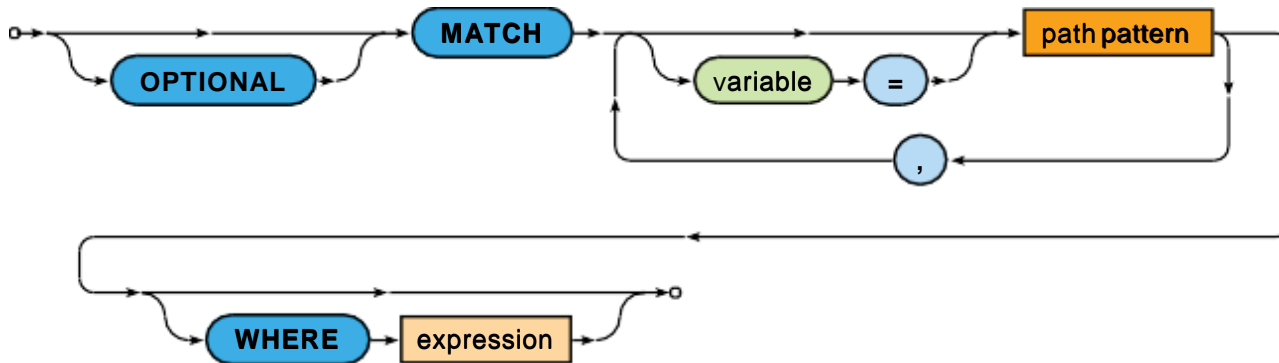 MATCH path pattern
OPTIONAL variable =
,
WHERE expression